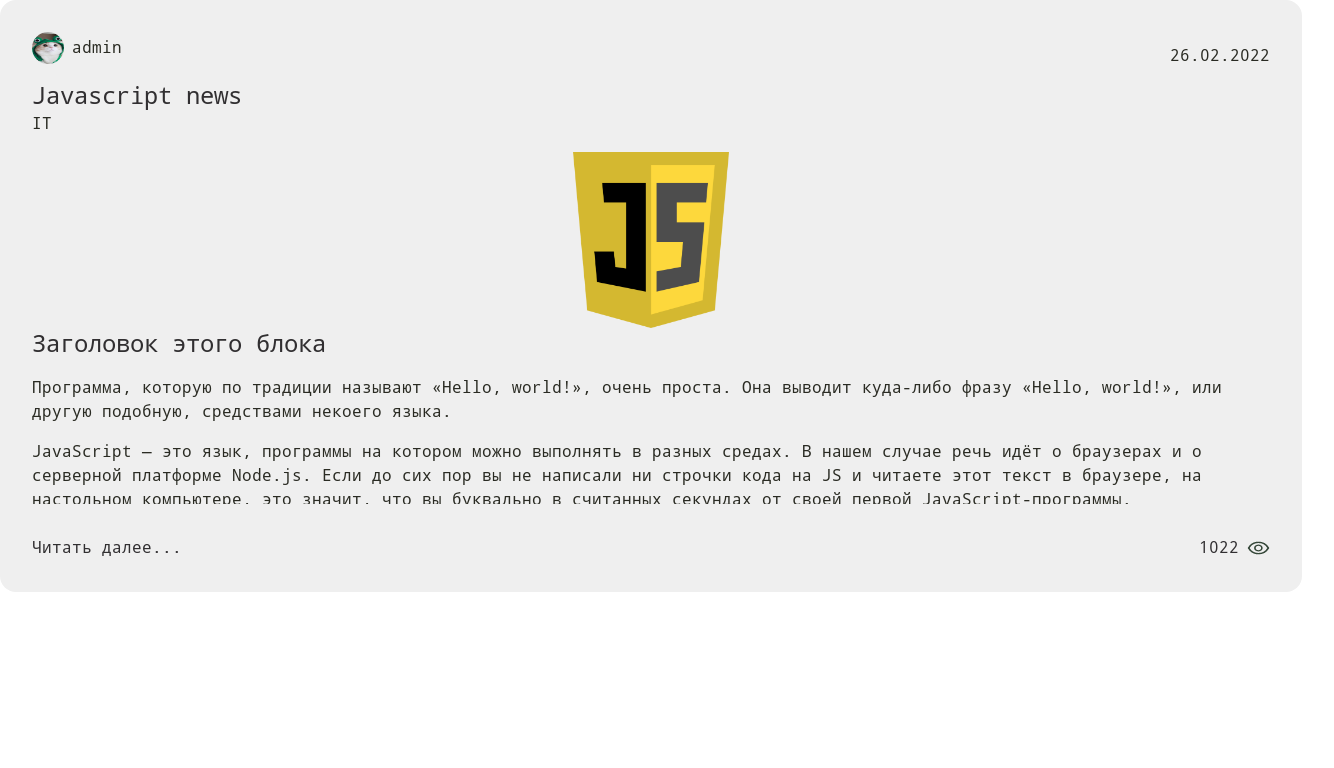 admin
26.02.2022
Javascript news
IT
JS
Заголовок этого блока
Программа, которую по традиции называют «Hello, world!», очень проста. Она выводит куда-либо фразу «Hello, world!», или
другую подобную, средствами некоего языка.
JavaScript — это язык, программы на котором можно выполнять в разных средах. В нашем случае речь идёт о браузерах и о
серверной платформе Node.js. Если до сих пор вы не написали ни строчки кода на JS и читаете этот текст в браузере, на
настольном компьютере, это значит, что вы буквально в считанных секундах от своей первой JavaScript-программы.
Читать далее...
1022